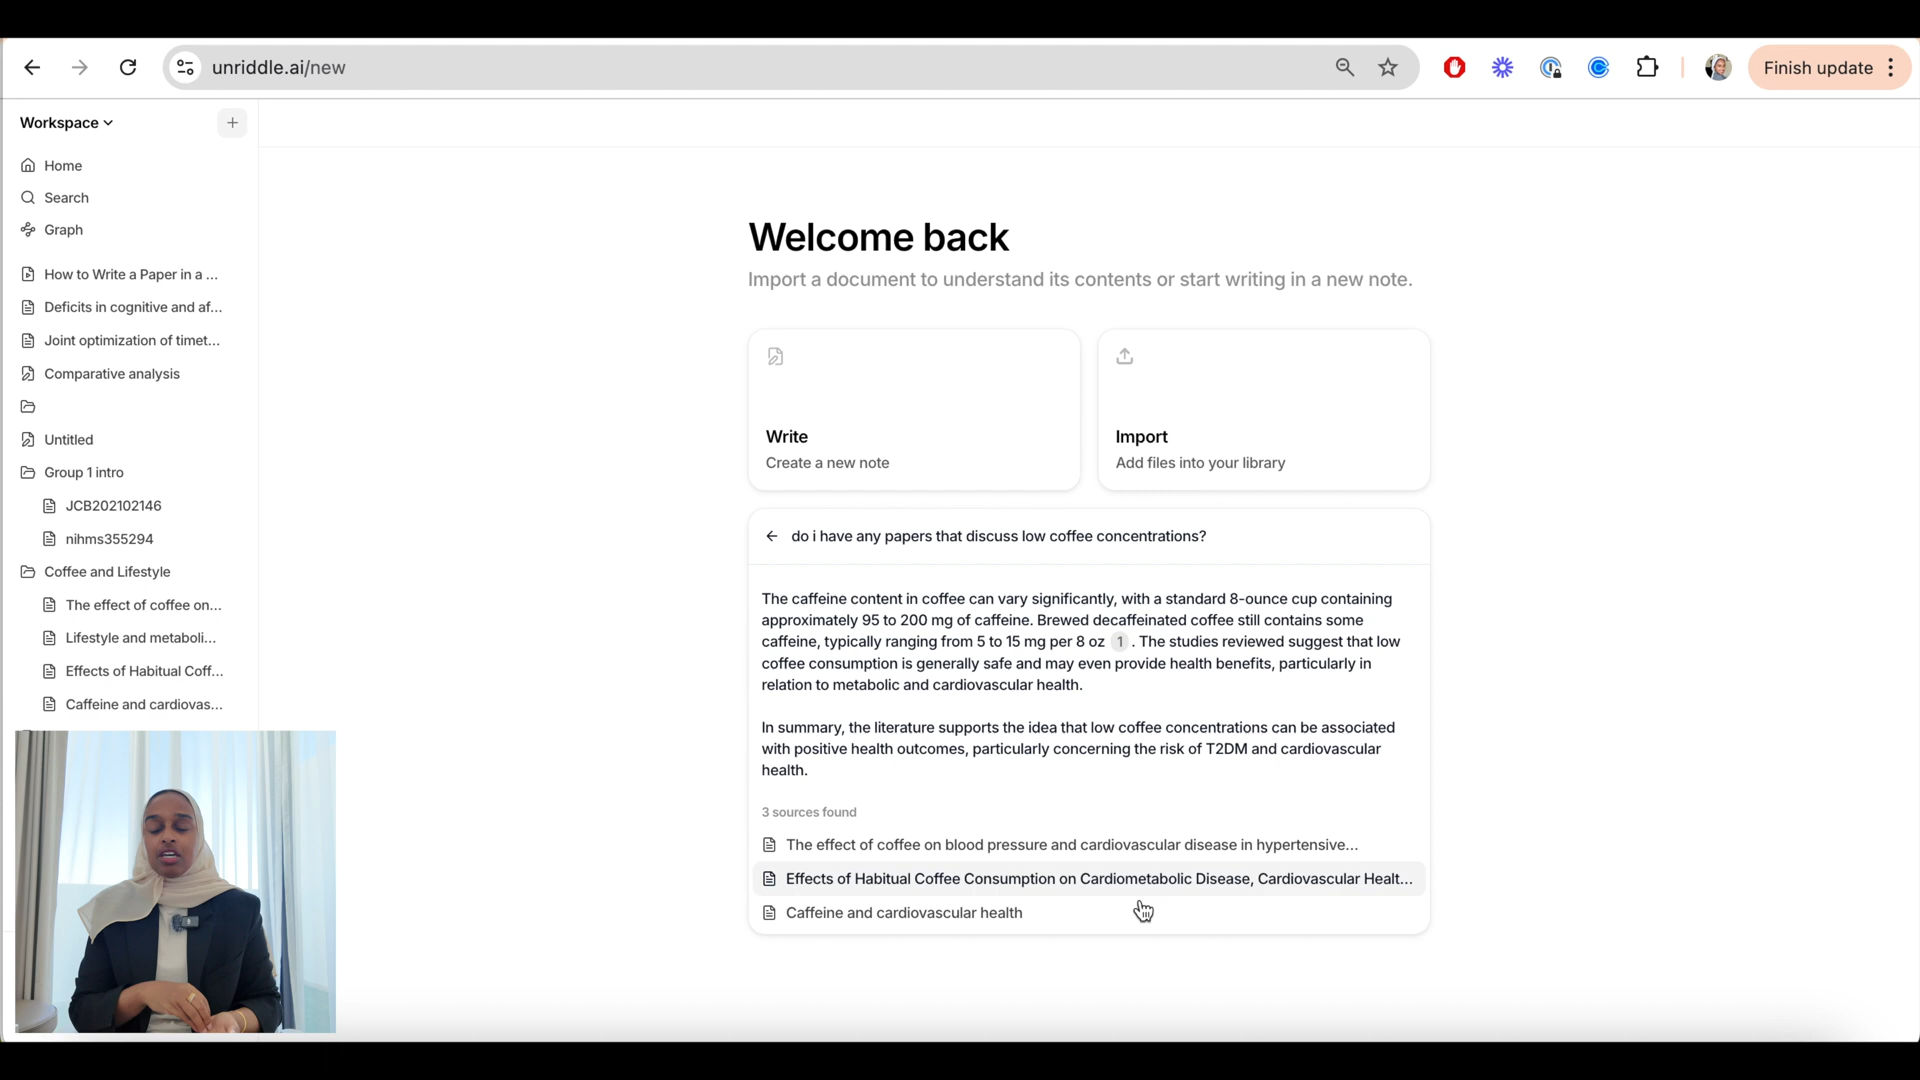 unriddle.ai/new
Finish update
Workspace
Home
Search
Graph
How to Write a Paper in a ...
Deficits in cognitive and af...
Joint optimization of timet...
Comparative analysis
Untitled
Group 1 intro
JCB202102146
nihms355294
Coffee and Lifestyle
The effect of coffee on...
Lifestyle and metaboli...
Effects of Habitual Coff...
Caffeine and cardiovas...
Welcome back
Import a document to understand its contents or start writing in a new note.
Write
Create a new note
Import
Add files into your library
do i have any papers that discuss low coffee concentrations?
The caffeine content in coffee can vary significantly, with a standard 8-ounce cup containing
approximately 95 to 200 mg of caffeine. Brewed decaffeinated coffee still contains some
caffeine, typically ranging from 5 to 15 mg per 8 oz 1 . The studies reviewed suggest that low
coffee consumption is generally safe and may even provide health benefits, particularly in
relation to metabolic and cardiovascular health.
In summary, the literature supports the idea that low coffee concentrations can be associated
with positive health outcomes, particularly concerning the risk of T2DM and cardiovascular
health.
3 sources found
The effect of coffee on blood pressure and cardiovascular disease in hypertensive...
Effects of Habitual Coffee Consumption on Cardiometabolic Disease, Cardiovascular Healt...
Caffeine and cardiovascular health